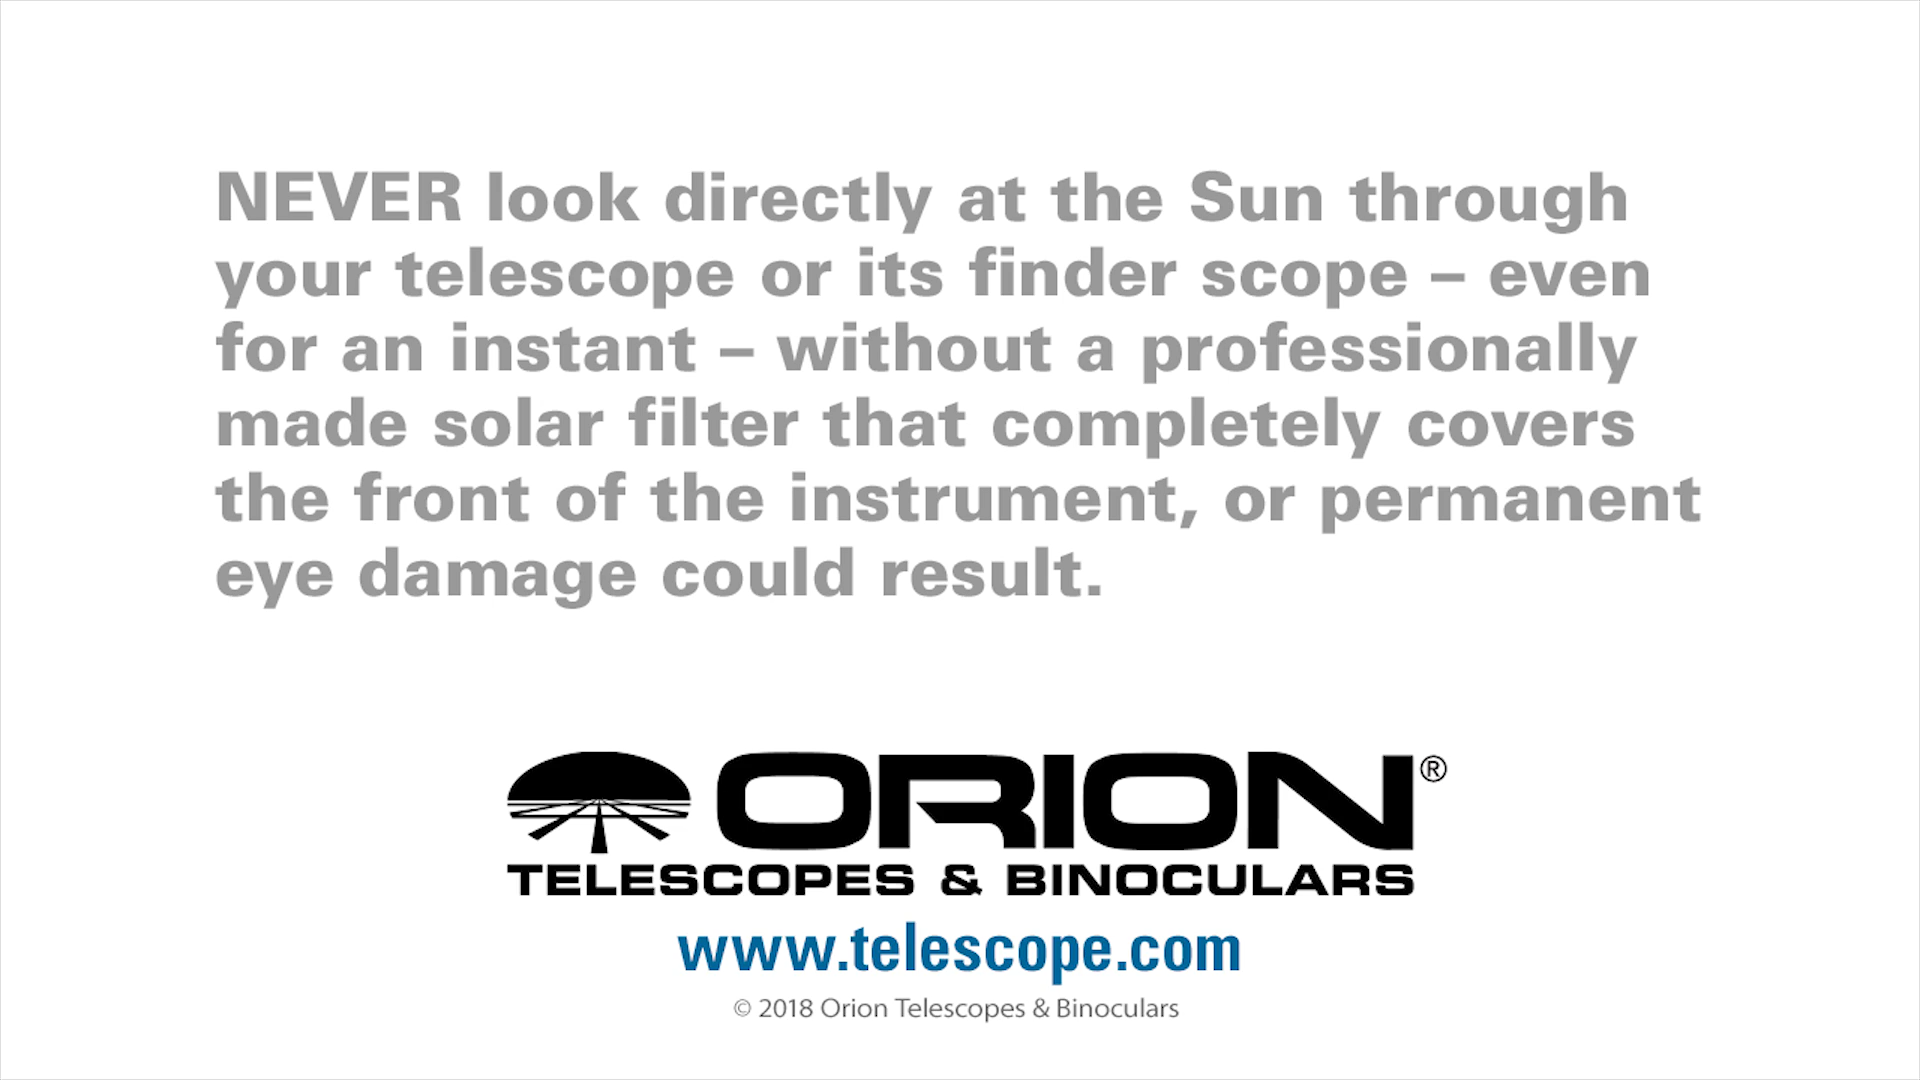 NEVER look directly at the Sun through
your telescope or its finder scope – even
for an instant – without a professionally
made solar filter that completely covers
the front of the instrument, or permanent
eye damage could result.
ORION®
TELESCOPES & BINOCULARS
www.telescope.com
© 2018 Orion Telescopes & Binoculars